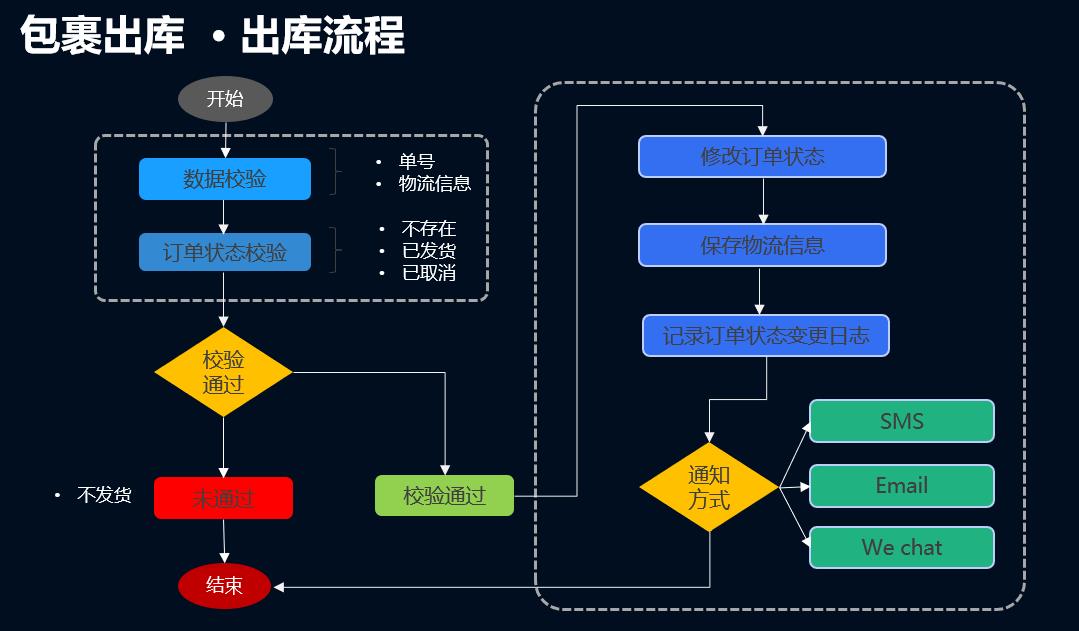 包裹出库 ・出库流程
开始
数据校验
• 单号
• 物流信息
订单状态校验
• 不存在
• 已发货
• 已取消
校验
通过
• 不发货
未通过
校验通过
结束
修改订单状态
保存物流信息
记录订单状态变更日志
通知
方式
SMS
Email
We chat